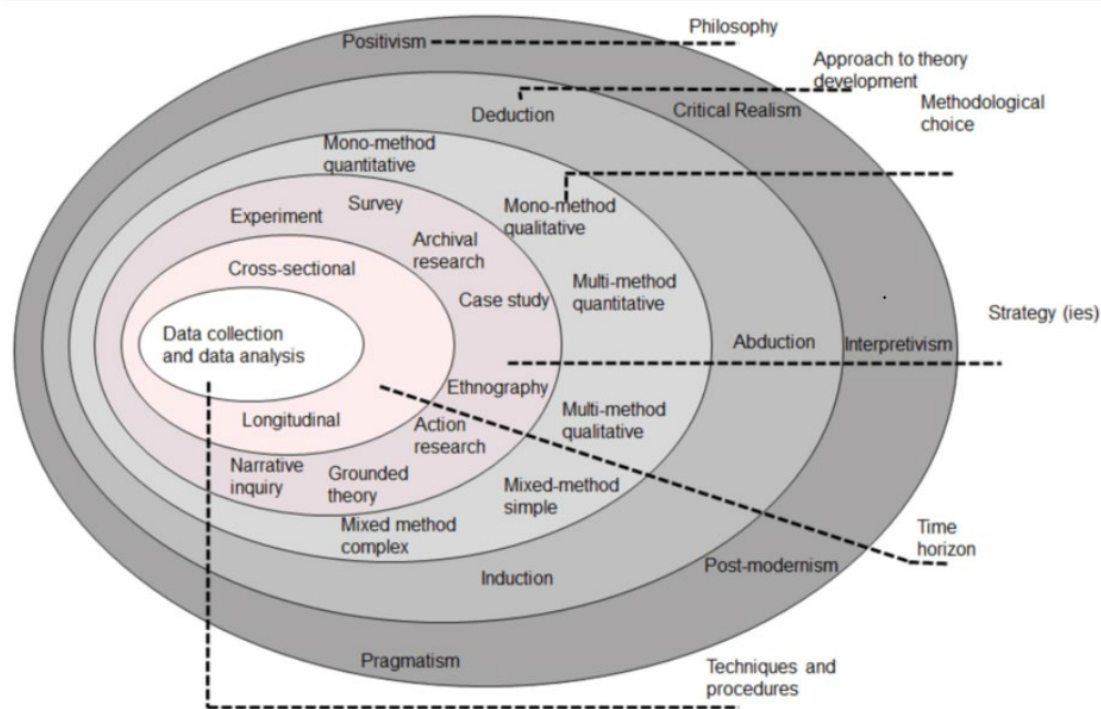 Positivism
Philosophy
Approach to theory
development
Deduction
Critical Realism
Methodological
choice
Mono-method
quantitative
Mono-method
qualitative
Experiment
Survey
Archival
research
Cross-sectional
Multi-method
quantitative
Case study
Strategy (ies)
Data collection
and data analysis
Abduction
Interpretivism
Ethnography
Longitudinal
Action
research
Multi-method
qualitative
Narrative
inquiry
Grounded
theory
Mixed-method
simple
Mixed method
complex
Time
horizon
Induction
Post-modernism
Pragmatism
Techniques and
procedures